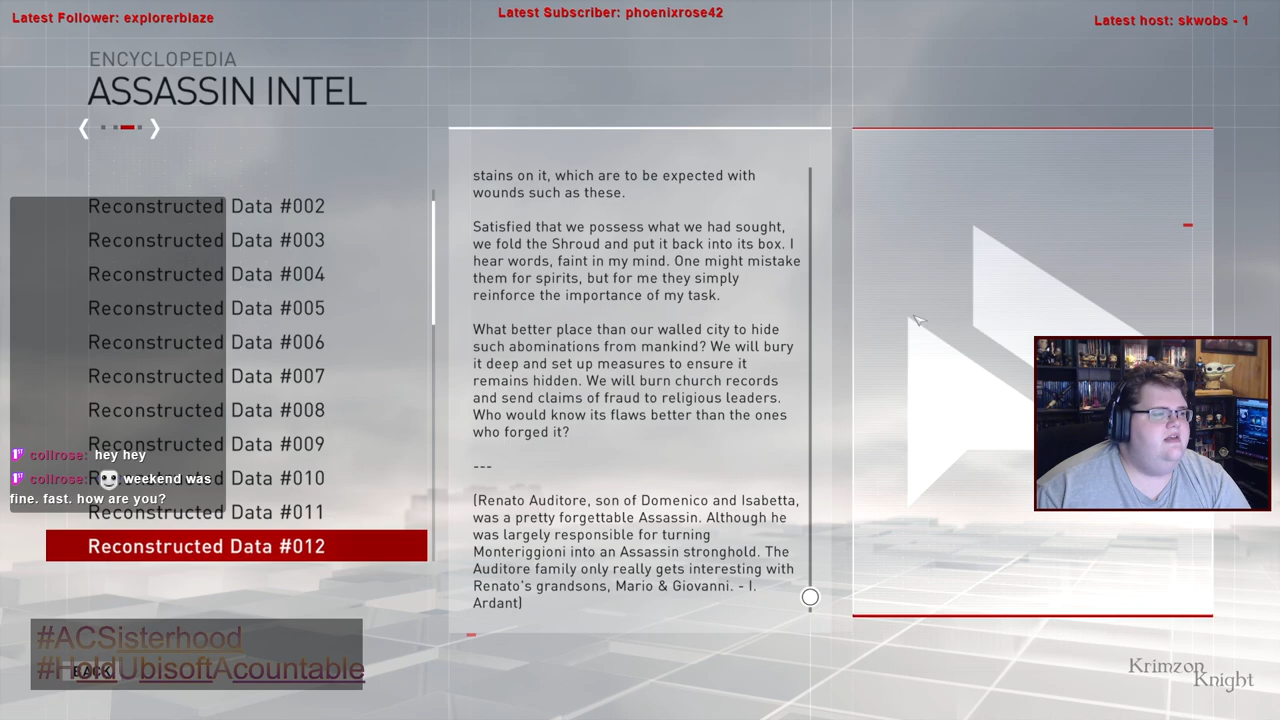 Latest Follower: explorerblaze
Latest Subscriber: phoenixrose42
Latest host: skwobs - 1
ENCYCLOPEDIA
ASSASSIN INTEL
Reconstructed Data #002
Reconstructed Data #003
Reconstructed Data #004
Reconstructed Data #005
Reconstructed Data #006
Reconstructed Data #007
Reconstructed Data #008
Reconstructed Data #009
Reconstructed Data #010
Reconstructed Data #011
Reconstructed Data #012
collrose: hey hey
collrose: weekend was
fine. fast. how are you?
stains on it, which are to be expected with
wounds such as these.
Satisfied that we possess what we had sought,
we fold the Shroud and put it back into its box. I
hear words, faint in my mind. One might mistake
them for spirits, but for me they simply
reinforce the importance of my task.
What better place than our walled city to hide
such abominations from mankind? We will bury
it deep and set up measures to ensure it
remains hidden. We will burn church records
and send claims of fraud to religious leaders.
Who would know its flaws better than the ones
who forged it?
---
(Renato Auditore, son of Domenico and Isabetta,
was a pretty forgettable Assassin. Although he
was largely responsible for turning
Monteriggioni into an Assassin stronghold. The
Auditore family only really gets interesting with
Renato's grandsons, Mario & Giovanni. - I.
Ardant)
#ACSisterhood
#HoldUbisoftAcountable
BACK
Krimzon
Knight